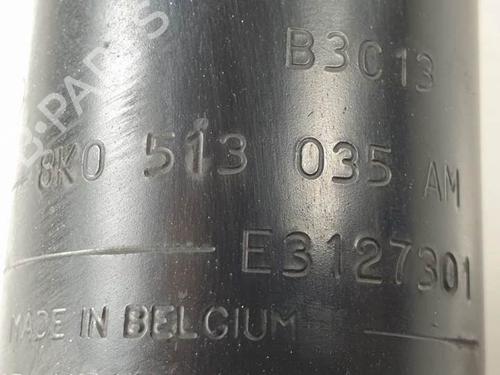 B3C13
8K0 513 035 AM
E3127301
MADE IN BELGIUM